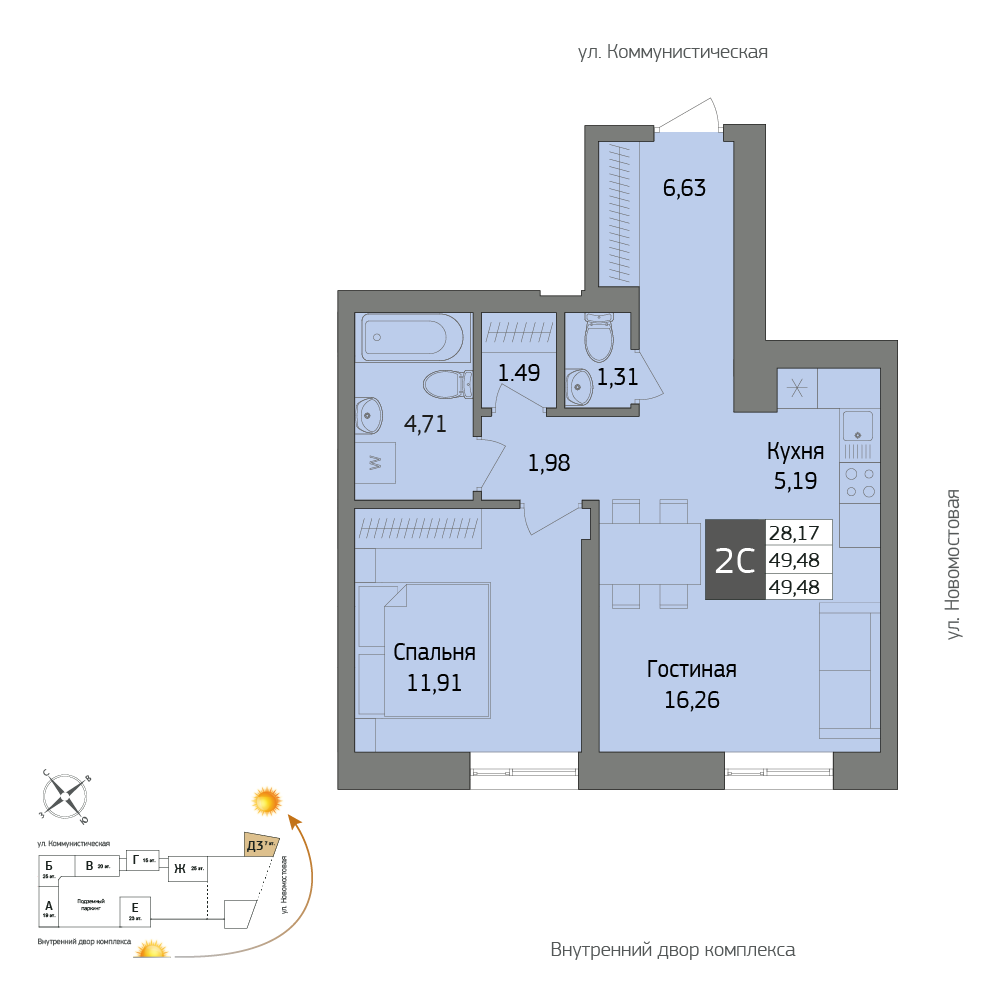 ул. Коммунистическая
6,63
1.49
1,31
4,71
1,98
Кухня
5,19
2С
28,17
49,48
49,48
ул. Новомостовая
Спальня
11,91
Гостиная
16,26
С
В
З
Ю
ул. Коммунистическая
Д3 7 эт.
Б
25 эт.
В 20 эт.
Г 15 эт.
Ж 25 эт.
А
19 эт.
Подземный
паркинг
Е
23 эт.
ул. Новомостовая
Внутренний двор комплекса
Внутренний двор комплекса